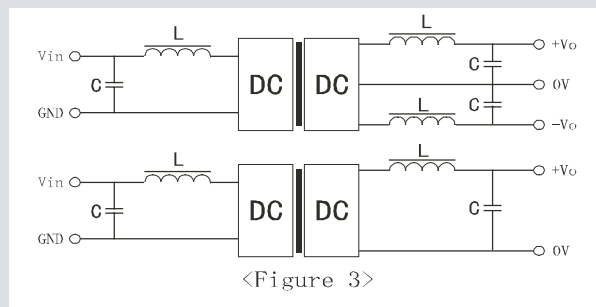 L L
Vin +Vo
C DC DC C
0V
C
GND L -Vo
L L
Vin +Vo
C DC DC C
GND 0V
<Figure 3>